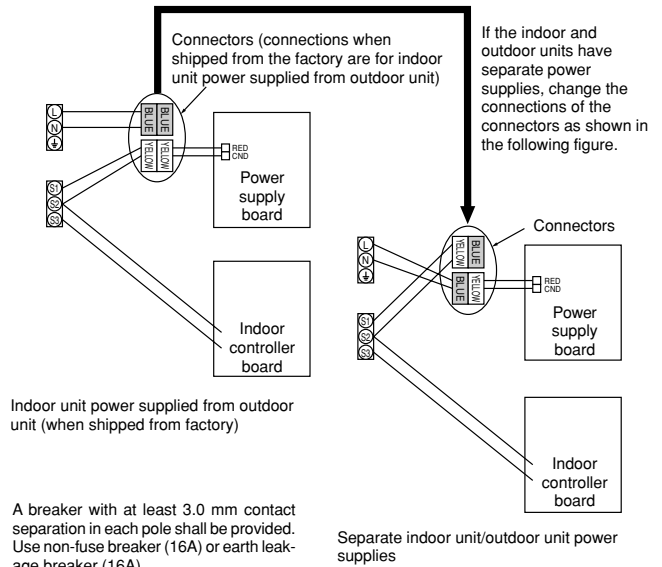 Connectors (connections when
shipped from the factory are for indoor
unit power supplied from outdoor unit)
If the indoor and
outdoor units have
separate power
supplies, change the
connections of the
connectors as shown in
the following figure.
L
N
BLUE
BLUE
YELLOW
YELLOW
RED
CND
Power
supply
board
S1
S2
S3
Indoor
controller
board
Indoor unit power supplied from outdoor
unit (when shipped from factory)
Connectors
L
N
YELLOW
BLUE
BLUE
YELLOW
RED
CND
Power
supply
board
S1
S2
S3
Indoor
controller
board
Separate indoor unit/outdoor unit power
supplies
A breaker with at least 3.0 mm contact
separation in each pole shall be provided.
Use non-fuse breaker (16A) or earth leak-
age breaker (16A)